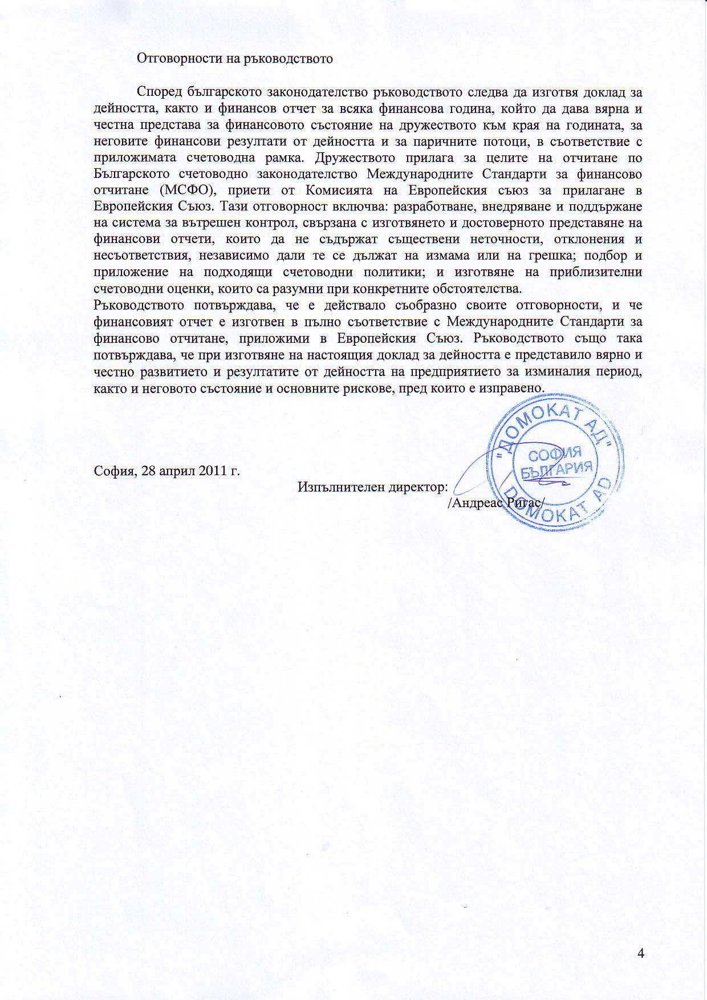 Отговорности на ръководството
Според българското законодателство ръководството следва да изготвя доклад за
дейността, както и финансов отчет за всяка финансова година, който да дава вярна и
честна представа за финансовото състояние на дружеството към края на годината, за
неговите финансови резултати от дейността и за паричните потоци, в съответствие с
приложимата счетоводна рамка. Дружеството прилага за целите на отчитане по
Българското счетоводно законодателство Международните Стандарти за финансово
отчитане (МСФО), приети от Комисията на Европейския съюз за прилагане в
Европейския Съюз. Тази отговорност включва: разработване, внедряване и поддържане
на система за вътрешен контрол, свързана с изготвянето и достоверното представяне на
финансови отчети, които да не съдържат съществени неточности, отклонения и
несъответствия, независимо дали те се дължат на измама или на грешка; подбор и
приложение на подходящи счетоводни политики; и изготвяне на приблизителни
счетоводни оценки, които са разумни при конкретните обстоятелства.
Ръководството потвърждава, че е действало съобразно своите отговорности, и че
финансовият отчет е изготвен в пълно съответствие с Международните Стандарти за
финансово отчитане, приложими в Европейския Съюз. Ръководството също така
потвърждава, че при изготвяне на настоящия доклад за дейността е представило вярно и
честно развитието и резултатите от дейността на предприятието за изминалия период,
както и неговото състояние и основните рискове, пред които е изправено.
"ДОМОКАТ АД"
СОФИЯ
БЪЛГАРИЯ
DOMOKAT AD
София, 28 април 2011 г.
Изпълнителен директор:
/Андреас Ригас/
4